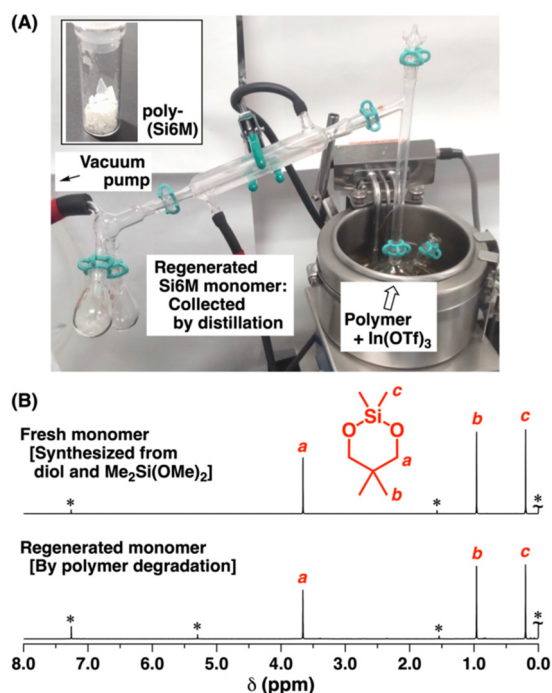 (A)
poly-
(Si6M)
Vacuum
pump
Regenerated
Si6M monomer:
Collected
by distillation
Polymer
+ In(OTf)₃
(B)
Fresh monomer
[Synthesized from
diol and Me₂Si(OMe)₂]
c
Si
O O
a
b
a b c
* * *
~
Regenerated monomer
[By polymer degradation]
a b c
* * * *
~
8.0 7.0 6.0 5.0 4.0 3.0 2.0 1.0 0.0
δ (ppm)